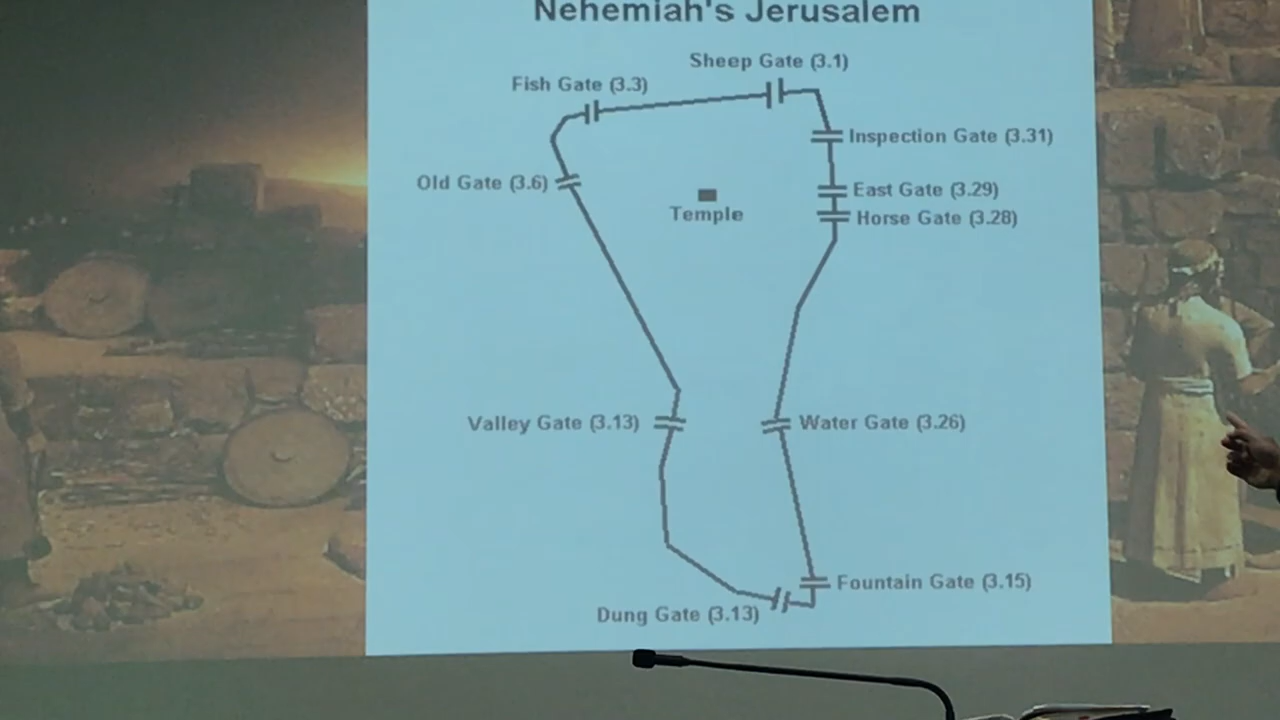 Nehemiah's Jerusalem
Sheep Gate (3.1)
Fish Gate (3.3)
Inspection Gate (3.31)
Old Gate (3.6)
East Gate (3.29)
Temple
Horse Gate (3.28)
Valley Gate (3.13)
Water Gate (3.26)
Fountain Gate (3.15)
Dung Gate (3.13)